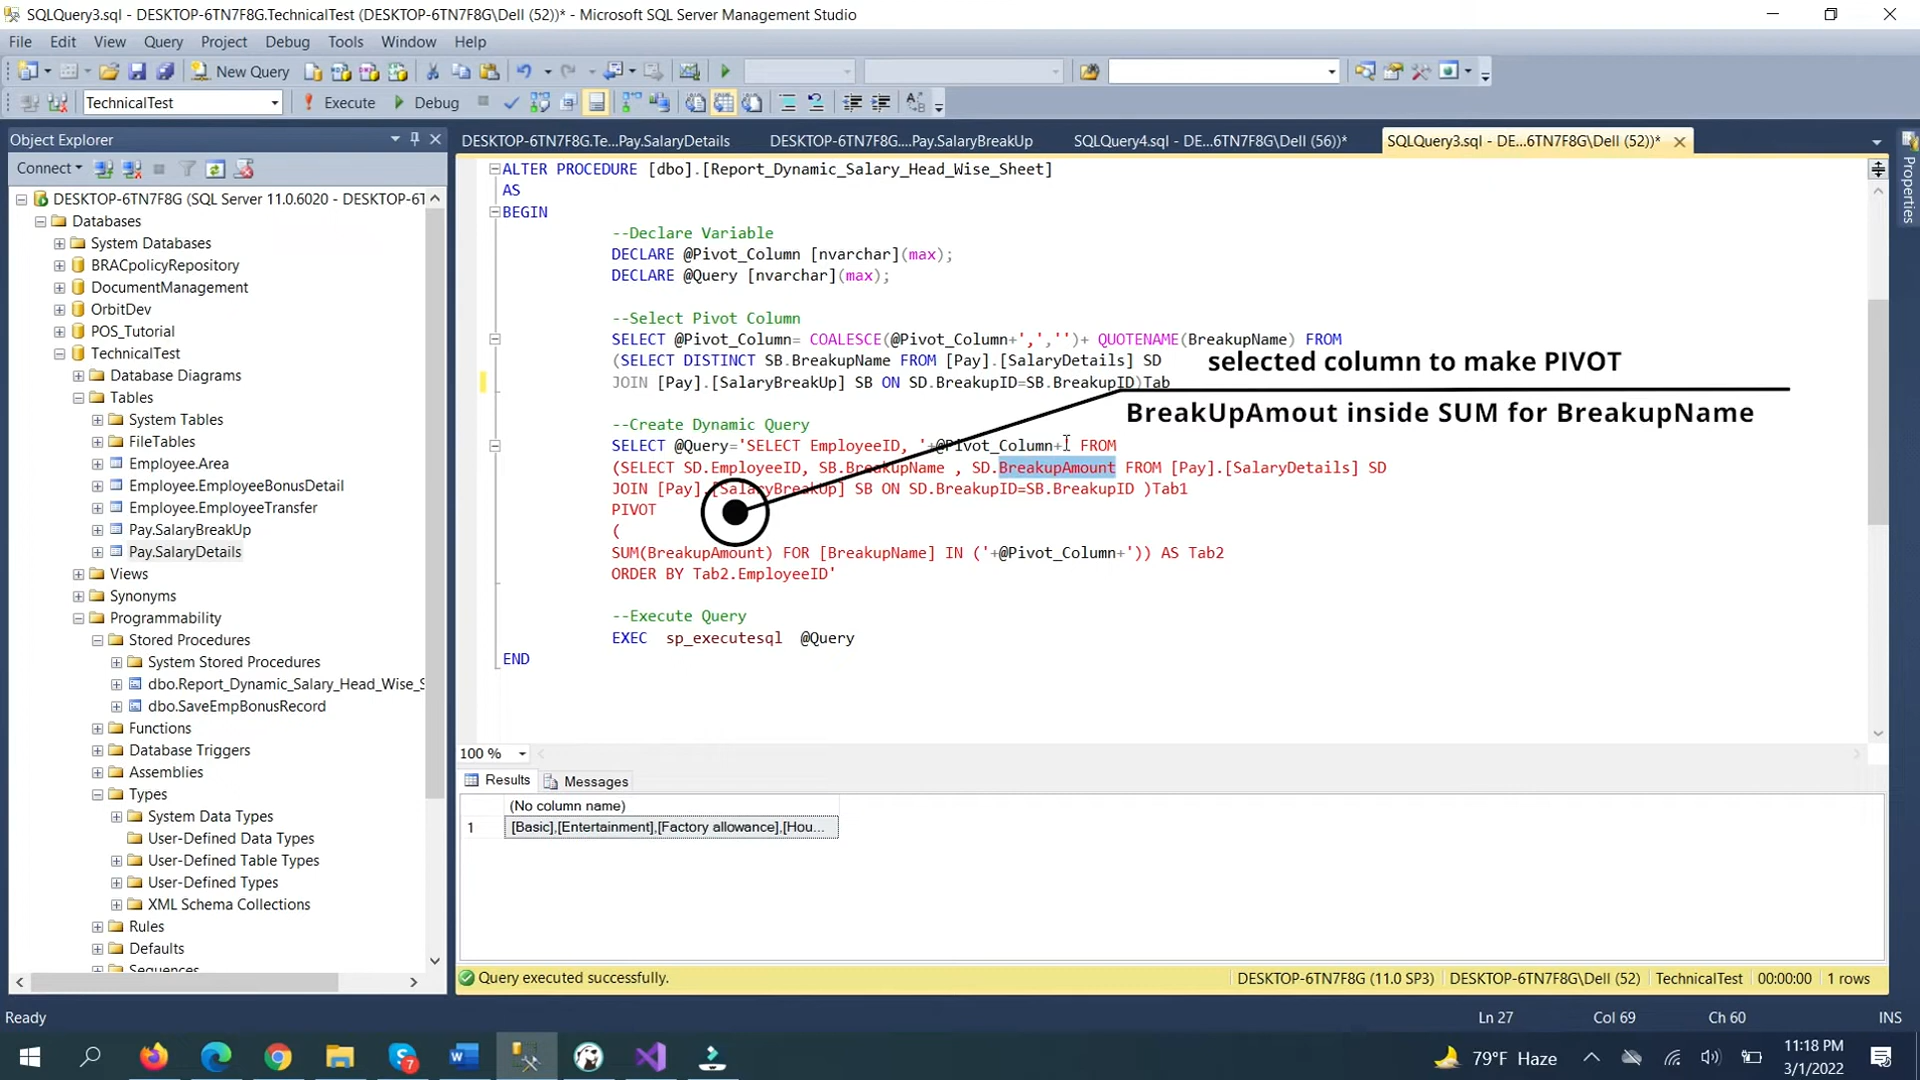 SQLQuery3.sql - DESKTOP-6TN7F8G.TechnicalTest (DESKTOP-6TN7F8G\Dell (52))* - Microsoft SQL Server Management Studio
File Edit View Query Project Debug Tools Window Help
New Query
TechnicalTest Execute Debug
Object Explorer
DESKTOP-6TN7F8G.Te...Pay.SalaryDetails DESKTOP-6TN7F8G....Pay.SalaryBreakUp SQLQuery4.sql - DE...6TN7F8G\Dell (56))* SQLQuery3.sql - DE...6TN7F8G\Dell (52))*
Properties
Connect
DESKTOP-6TN7F8G (SQL Server 11.0.6020 - DESKTOP-6T
Databases
System Databases
BRACpolicyRepository
DocumentManagement
OrbitDev
POS_Tutorial
TechnicalTest
Database Diagrams
Tables
System Tables
FileTables
Employee.Area
Employee.EmployeeBonusDetail
Employee.EmployeeTransfer
Pay.SalaryBreakUp
Pay.SalaryDetails
Views
Synonyms
Programmability
Stored Procedures
System Stored Procedures
dbo.Report_Dynamic_Salary_Head_Wise_S
dbo.SaveEmpBonusRecord
Functions
Database Triggers
Assemblies
Types
System Data Types
User-Defined Data Types
User-Defined Table Types
User-Defined Types
XML Schema Collections
Rules
Defaults
Sequences
ALTER PROCEDURE [dbo].[Report_Dynamic_Salary_Head_Wise_Sheet]
AS
BEGIN
--Declare Variable
DECLARE @Pivot_Column [nvarchar](max);
DECLARE @Query [nvarchar](max);
--Select Pivot Column
SELECT @Pivot_Column= COALESCE(@Pivot_Column+',','')+ QUOTENAME(BreakupName) FROM
(SELECT DISTINCT SB.BreakupName FROM [Pay].[SalaryDetails] SD
JOIN [Pay].[SalaryBreakUp] SB ON SD.BreakupID=SB.BreakupID)Tab
selected column to make PIVOT
BreakUpAmout inside SUM for BreakupName
--Create Dynamic Query
SELECT @Query='SELECT EmployeeID, '+@Pivot_Column+' FROM
(SELECT SD.EmployeeID, SB.BreakupName , SD.BreakupAmount FROM [Pay].[SalaryDetails] SD
JOIN [Pay].[SalaryBreakUp] SB ON SD.BreakupID=SB.BreakupID )Tab1
PIVOT
(
SUM(BreakupAmount) FOR [BreakupName] IN ('+@Pivot_Column+')) AS Tab2
ORDER BY Tab2.EmployeeID'
--Execute Query
EXEC sp_executesql @Query
END
100 %
Results Messages
(No column name)
1 [Basic],[Entertainment],[Factory allowance],[Hou...
Query executed successfully. DESKTOP-6TN7F8G (11.0 SP3) DESKTOP-6TN7F8G\Dell (52) TechnicalTest 00:00:00 1 rows
Ready Ln 27 Col 69 Ch 60 INS
7 79°F Haze 11:18 PM
3/1/2022